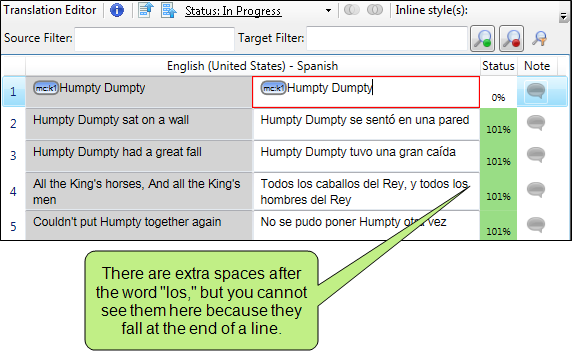 Translation Editor Status: In Progress Inline style(s):
Source Filter: Target Filter:
English (United States) - Spanish Status Note
1 mc:k1 Humpty Dumpty mc:k1 Humpty Dumpty 0%
2 Humpty Dumpty sat on a wall Humpty Dumpty se sentó en una pared 101%
3 Humpty Dumpty had a great fall Humpty Dumpty tuvo una gran caída 101%
4 All the King's horses, And all the King's Todos los caballos del Rey, y todos los
men hombres del Rey 101%
5 Couldn't put Humpty together again No se pudo poner Humpty otra vez 101%
There are extra spaces after
the word "los," but you cannot
see them here because they
fall at the end of a line.